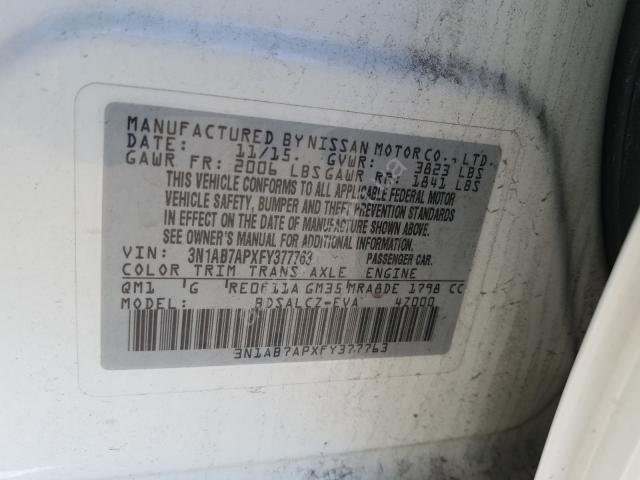 MANUFACTURED BY NISSAN MOTOR CO., LTD.
DATE: 11/15. GVWR: 3823 LBS
GAWR FR: 2006 LBS GAWR RR: 1841 LBS
THIS VEHICLE CONFORMS TO ALL APPLICABLE FEDERAL MOTOR
VEHICLE SAFETY, BUMPER AND THEFT PREVENTION STANDARDS
IN EFFECT ON THE DATE OF MANUFACTURE SHOWN ABOVE.
SEE OWNER'S MANUAL FOR ADDITIONAL INFORMATION.
VIN: 3N1AB7APXFY377763 PASSENGER CAR.
COLOR TRIM TRANS AXLE ENGINE
QM1 G RE0F11A GM35 MRA8DE 1798 CC
MODEL: BDSALCZ-EVA 47000
3N1AB7APXFY377763